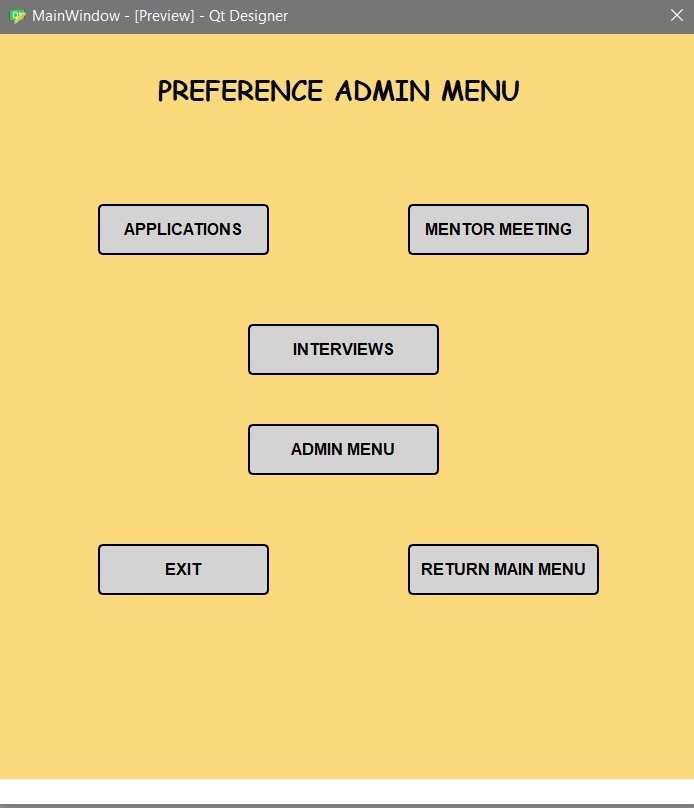 MainWindow - [Preview] - Qt Designer
PREFERENCE ADMIN MENU
APPLICATIONS
MENTOR MEETING
INTERVIEWS
ADMIN MENU
EXIT
RETURN MAIN MENU